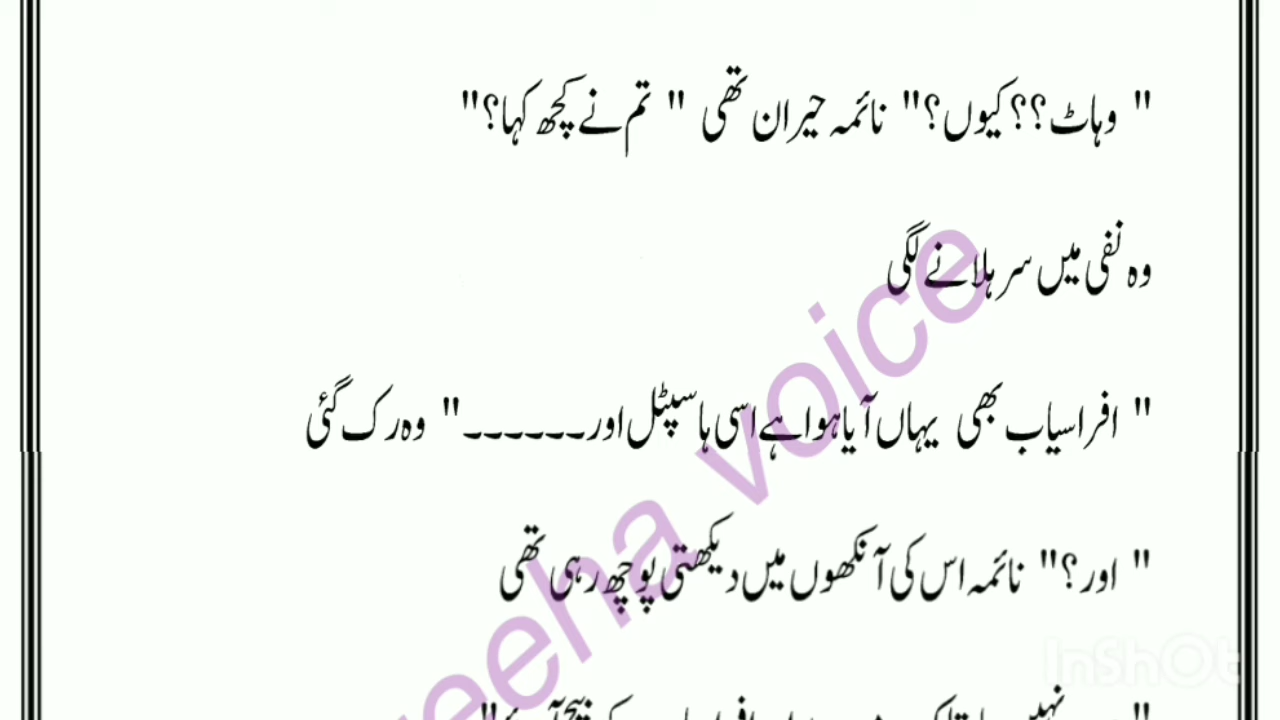 " وہاٹ؟؟ کیوں؟" نائمہ حیران تھی " تم نے کچھ کہا؟"
وہ نفی میں سر ہلانے لگی
" افراسیاب بھی یہاں آیا ہوا ہے اسی ہاسپٹل اور۔۔۔۔۔۔" وہ رک گئی
" اور؟" نائمہ اس کی آنکھوں میں دیکھتی پوچھ رہی تھی
eeha voice
InShOt